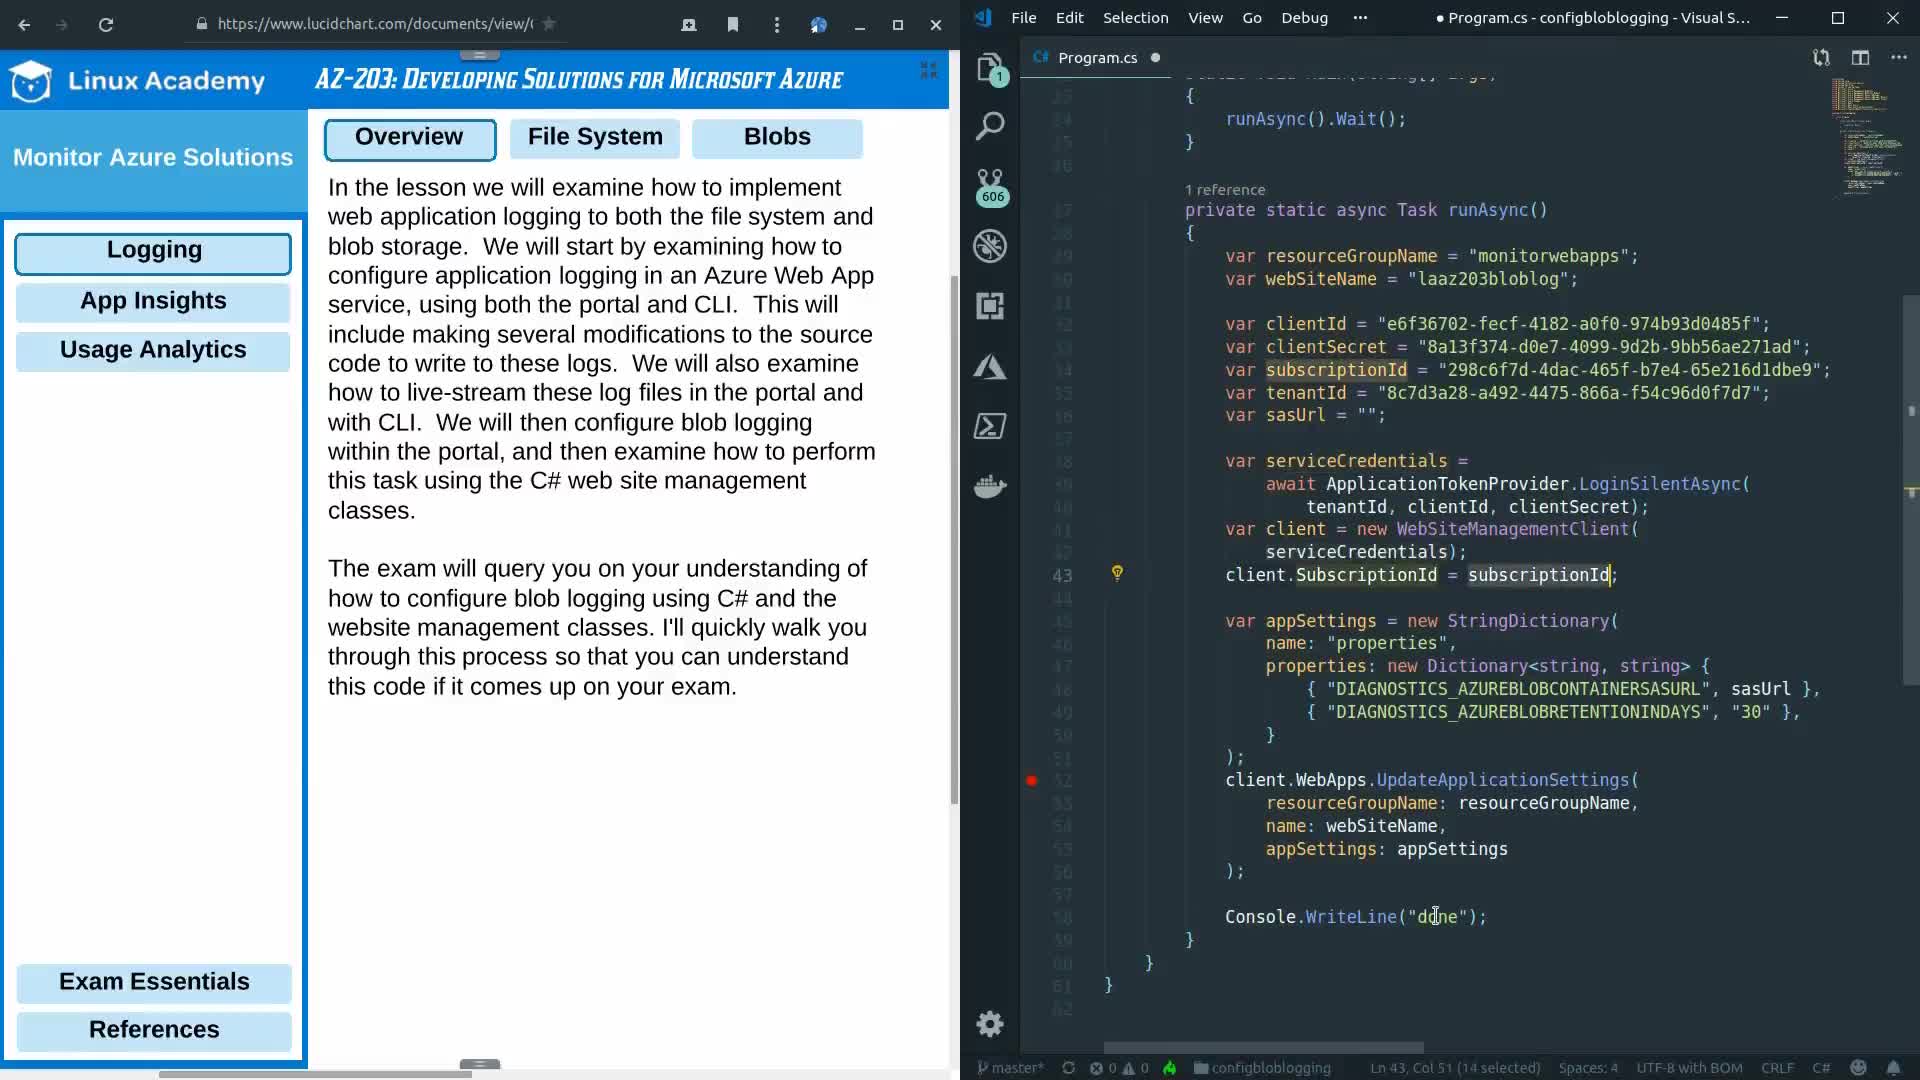 https://www.lucidchart.com/documents/view/
Linux Academy
AZ-203: Developing Solutions for Microsoft Azure
Monitor Azure Solutions
Logging
App Insights
Usage Analytics
Exam Essentials
References
Overview
File System
Blobs
In the lesson we will examine how to implement
web application logging to both the file system and
blob storage.  We will start by examining how to
configure application logging in an Azure Web App
service, using both the portal and CLI.  This will
include making several modifications to the source
code to write to these logs.  We will also examine
how to live-stream these log files in the portal and
with CLI.  We will then configure blob logging
within the portal, and then examine how to perform
this task using the C# web site management
classes.
The exam will query you on your understanding of
how to configure blob logging using C# and the
website management classes. I'll quickly walk you
through this process so that you can understand
this code if it comes up on your exam.
File Edit Selection View Go Debug ···
● Program.cs - configbloblogging - Visual S...
1
606
C# Program.cs ●
{
runAsync().Wait();
}
1 reference
private static async Task runAsync()
{
var resourceGroupName = "monitorwebapps";
var webSiteName = "laaz203bloblog";
var clientId = "e6f36702-fecf-4182-a0f0-974b93d0485f";
var clientSecret = "8a13f374-d0e7-4099-9d2b-9bb56ae271ad";
var subscriptionId = "298c6f7d-4dac-465f-b7e4-65e216d1dbe9";
var tenantId = "8c7d3a28-a492-4475-866a-f54c96d0f7d7";
var sasUrl = "";
var serviceCredentials =
await ApplicationTokenProvider.LoginSilentAsync(
tenantId, clientId, clientSecret);
var client = new WebSiteManagementClient(
serviceCredentials);
43 client.SubscriptionId = subscriptionId;
var appSettings = new StringDictionary(
name: "properties",
properties: new Dictionary<string, string> {
{ "DIAGNOSTICS_AZUREBLOBCONTAINERSASURL", sasUrl },
{ "DIAGNOSTICS_AZUREBLOBRETENTIONINDAYS", "30" },
}
);
client.WebApps.UpdateApplicationSettings(
resourceGroupName: resourceGroupName,
name: webSiteName,
appSettings: appSettings
);
Console.WriteLine("done");
}
}
}
master* 0 0 configbloblogging Ln 43, Col 51 (14 selected) Spaces: 4 UTF-8 with BOM CRLF C#